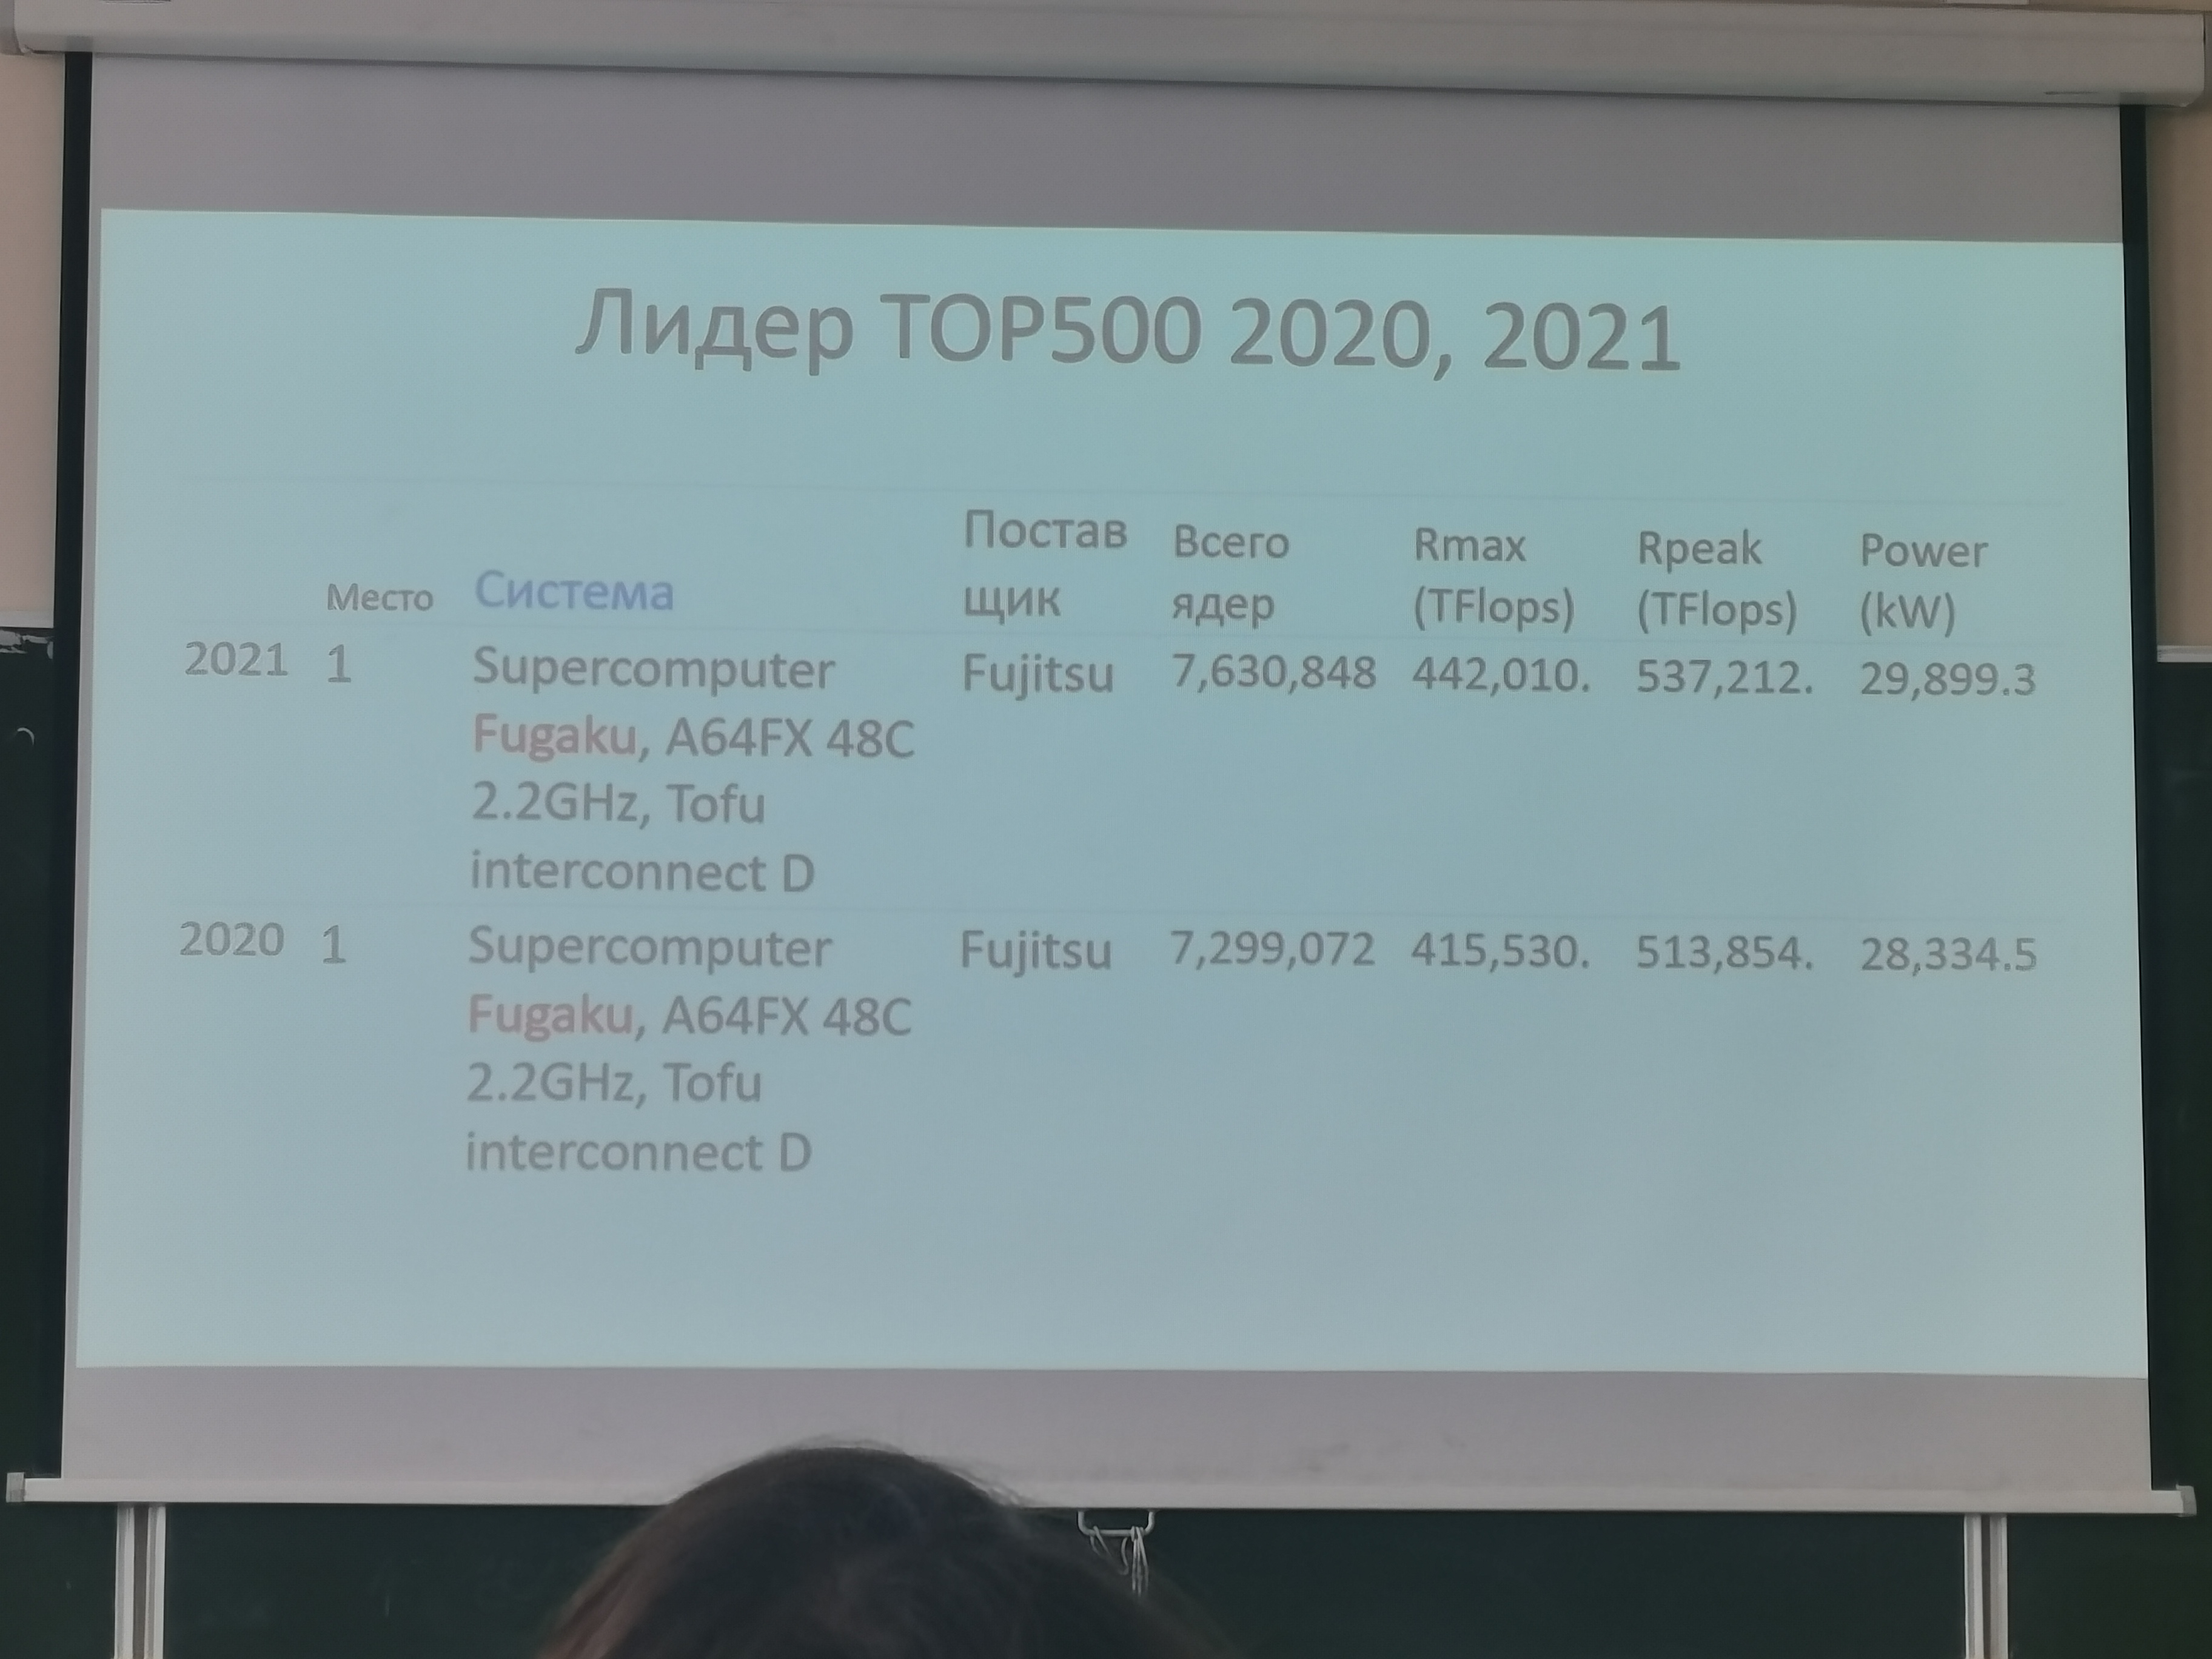 Лидер TOP500 2020, 2021
Место Система Постав щик Всего ядер Rmax (TFlops) Rpeak (TFlops) Power (kW)
2021 1 Supercomputer Fujitsu 7,630,848 442,010. 537,212. 29,899.3
Fugaku, A64FX 48C
2.2GHz, Tofu
interconnect D
2020 1 Supercomputer Fujitsu 7,299,072 415,530. 513,854. 28,334.5
Fugaku, A64FX 48C
2.2GHz, Tofu
interconnect D